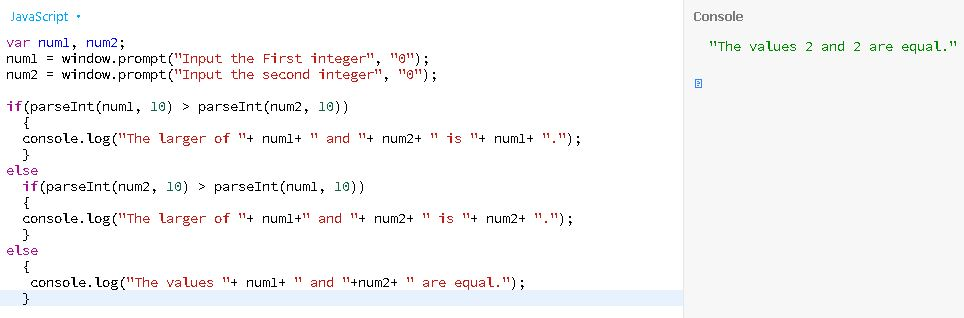 JavaScript
var num1, num2;
num1 = window.prompt("Input the First integer", "0");
num2 = window.prompt("Input the second integer", "0");
if(parseInt(num1, 10) > parseInt(num2, 10))
{
console.log("The larger of "+ num1+ " and "+ num2+ " is "+ num1+ ".");
}
else
if(parseInt(num2, 10) > parseInt(num1, 10))
{
console.log("The larger of "+ num1+" and "+ num2+ " is "+ num2+ ".");
}
else
{
console.log("The values "+ num1+ " and "+num2+ " are equal.");
}
Console
"The values 2 and 2 are equal."